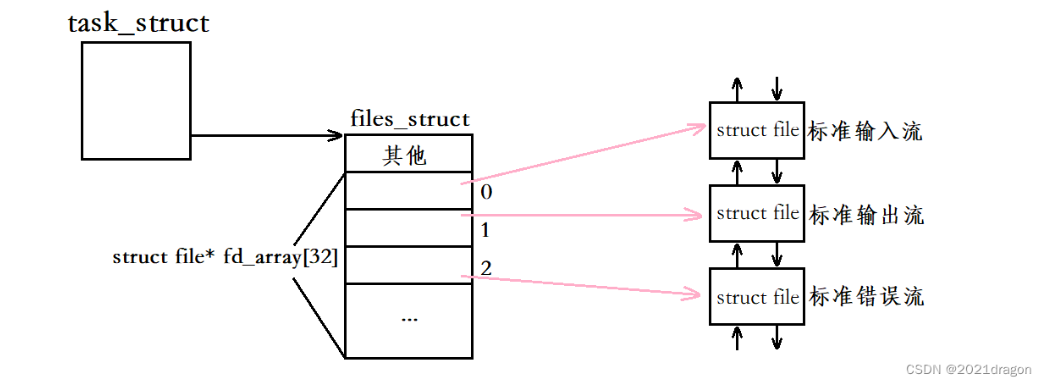 task_struct
files_struct
其他
0
1
2
...
struct file* fd_array[32]
struct file 标准输入流
struct file 标准输出流
struct file 标准错误流
CSDN @2021dragon